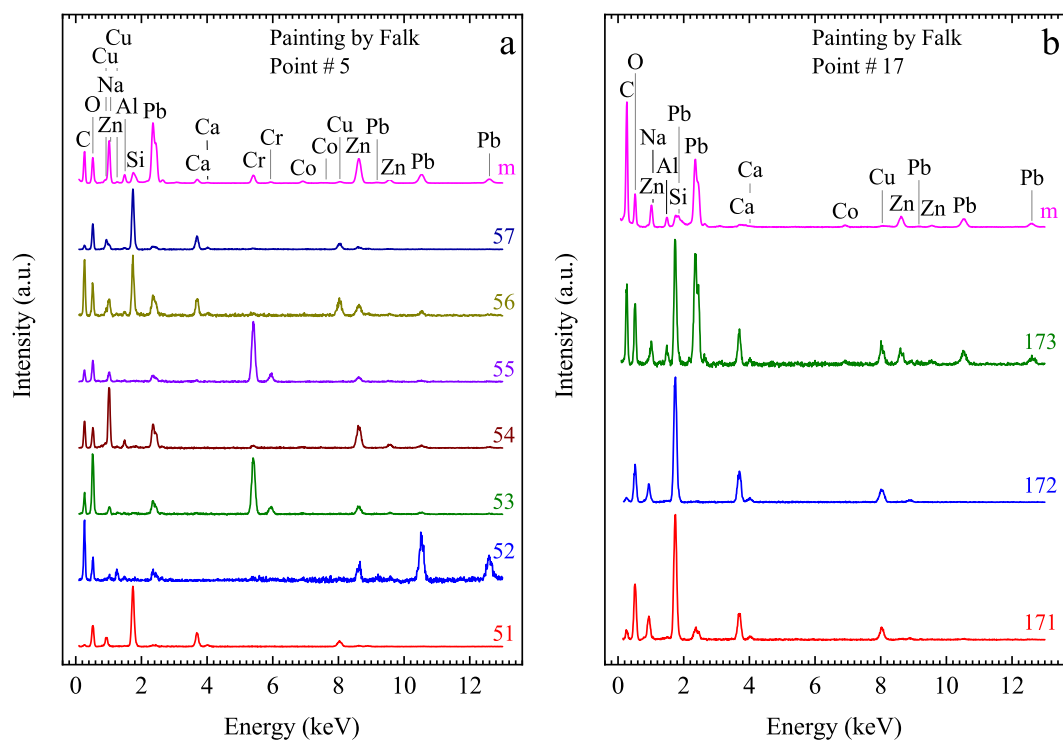 Painting by Falk
Point # 5
a
Cu
Cu
Na
O
Zn
Al
Pb
C
Si
Ca
Ca
Cr
Cr
Co
Co
Cu
Zn
Pb
Zn
Pb
Pb
m
57
56
55
54
53
52
51
Intensity (a.u.)
0 2 4 6 8 10 12
Energy (keV)
Painting by Falk
Point # 17
b
O
C
Pb
Na
Al
Pb
Zn
Si
Ca
Ca
Co
Cu
Zn
Pb
Zn
Pb
Pb
m
173
172
171
Intensity (a.u.)
0 2 4 6 8 10 12
Energy (keV)